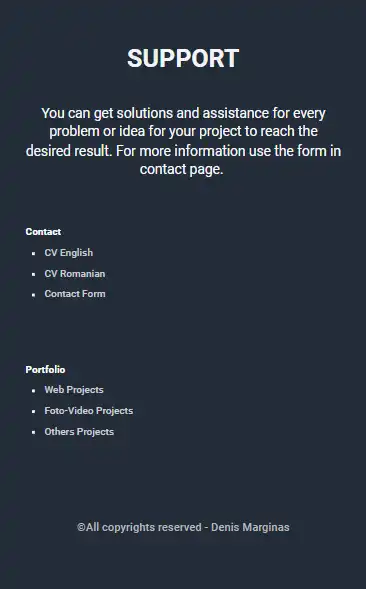 SUPPORT
You can get solutions and assistance for every
problem or idea for your project to reach the
desired result. For more information use the form in
contact page.
Contact
CV English
CV Romanian
Contact Form
Portfolio
Web Projects
Foto-Video Projects
Others Projects
©All copyrights reserved - Denis Marginas